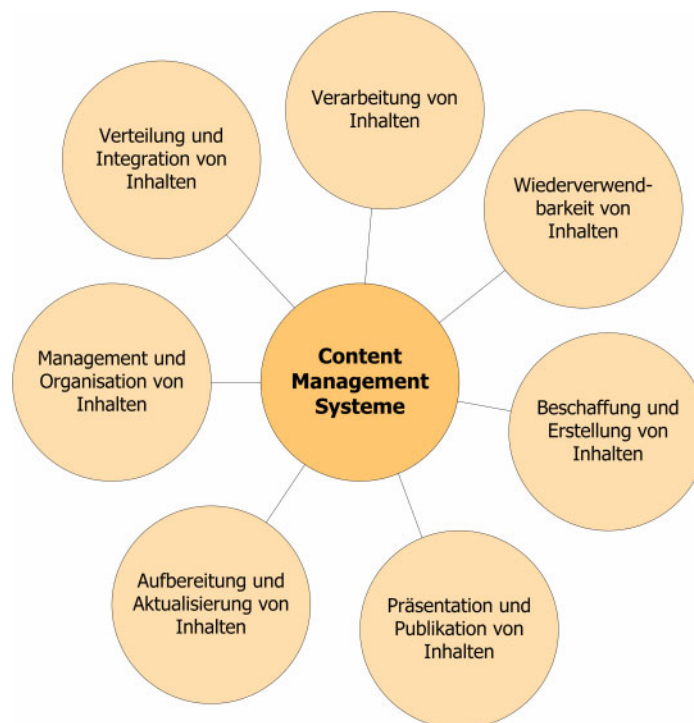 Verarbeitung von
Inhalten
Verteilung und
Integration von
Inhalten
Wiederverwend-
barkeit von
Inhalten
Content
Management
Systeme
Management und
Organisation von
Inhalten
Beschaffung und
Erstellung von
Inhalten
Aufbereitung und
Aktualisierung von
Inhalten
Präsentation und
Publikation von
Inhalten